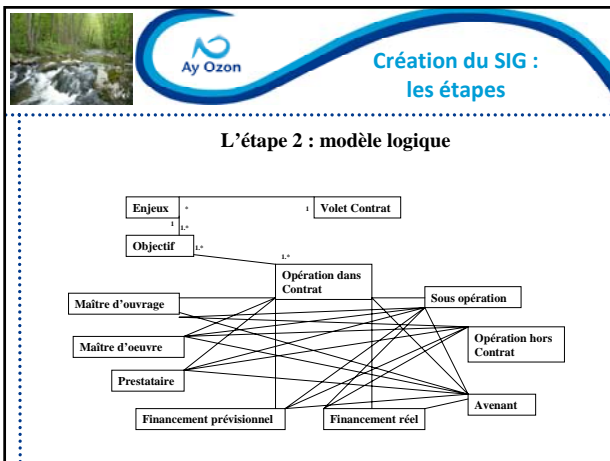 Ay Ozon
Création du SIG :
les étapes
L'étape 2 : modèle logique
Enjeux
*
1
Volet Contrat
1
1.*
Objectif
1.*
1.*
Opération dans
Contrat
Sous opération
Maître d'ouvrage
Opération hors
Contrat
Maître d'oeuvre
Prestataire
Avenant
Financement prévisionnel
Financement réel